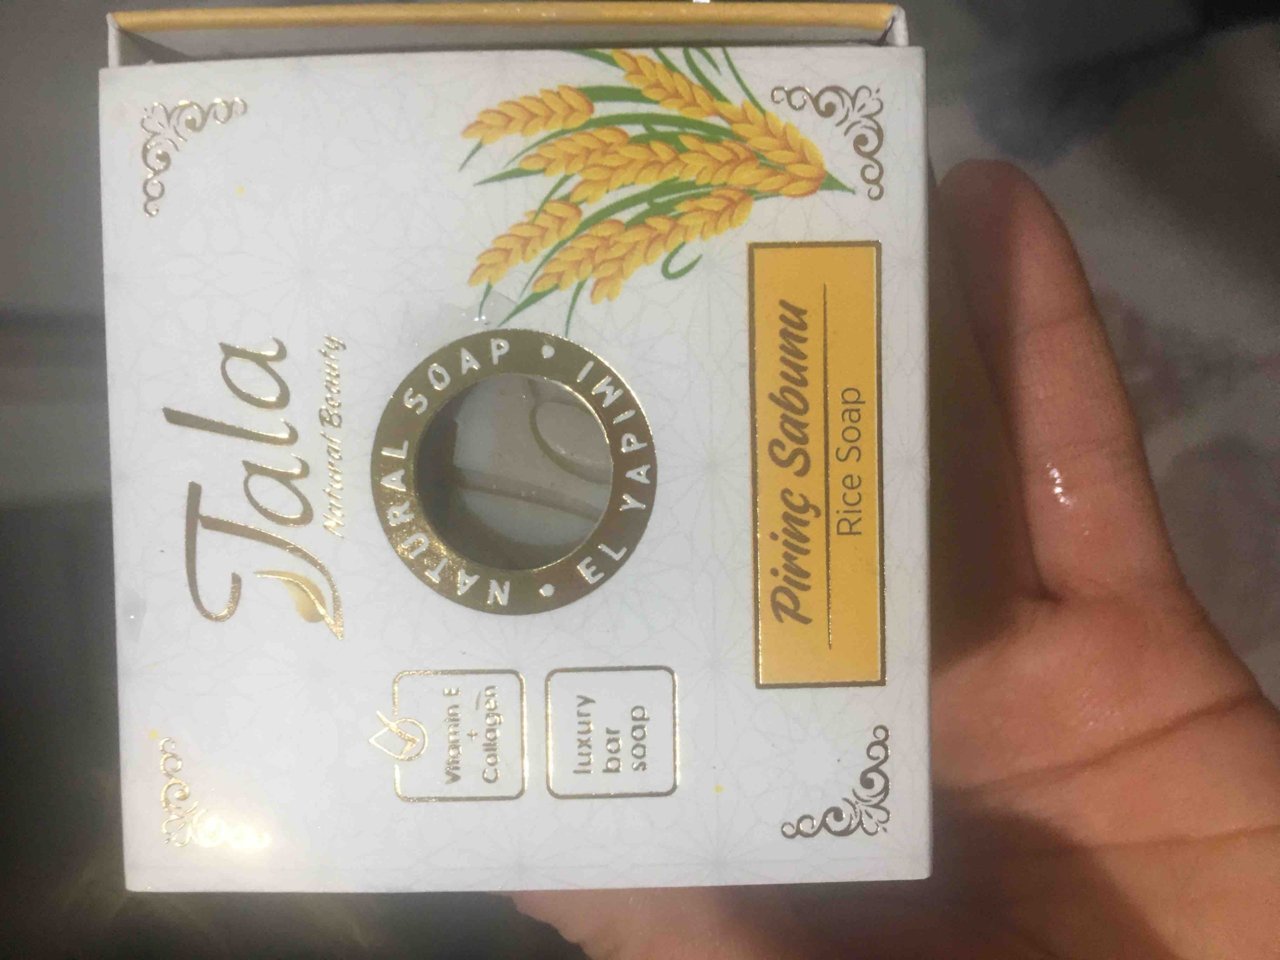 Tala
Natural Beauty
NATURAL SOAP • EL YAPIMI •
Vitamin E
+
Collagen
luxury
bar
soap
Pirinç Sabunu
Rice Soap